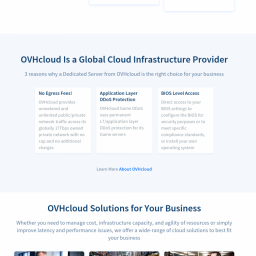 OVHcloud Is a Global Cloud Infrastructure Provider
3 reasons why a Dedicated Server from OVHcloud is the right choice for your business
No Egress Fees!
OVHcloud provides
unmetered and
unlimited public/private
network traffic across its
globally 17Tbps owned
private network with no
cap and no additional
charges
Application Layer
DDoS Protection
OVHcloud Game DDoS
uses permanent
L7/application layer
DDoS protection for its
Game servers
BIOS Level Access
Direct access to your
BIOS settings to
configure the BIOS for
security purposes or to
meet specific
compliance standards,
or install your own
operating system
Learn More About OVHcloud
OVHcloud Solutions for Your Business
Whether you need to manage cost, infrastructure capacity, and agility of resources or simply
improve latency and performance issues, we offer a wide range of cloud solutions to best fit
your business